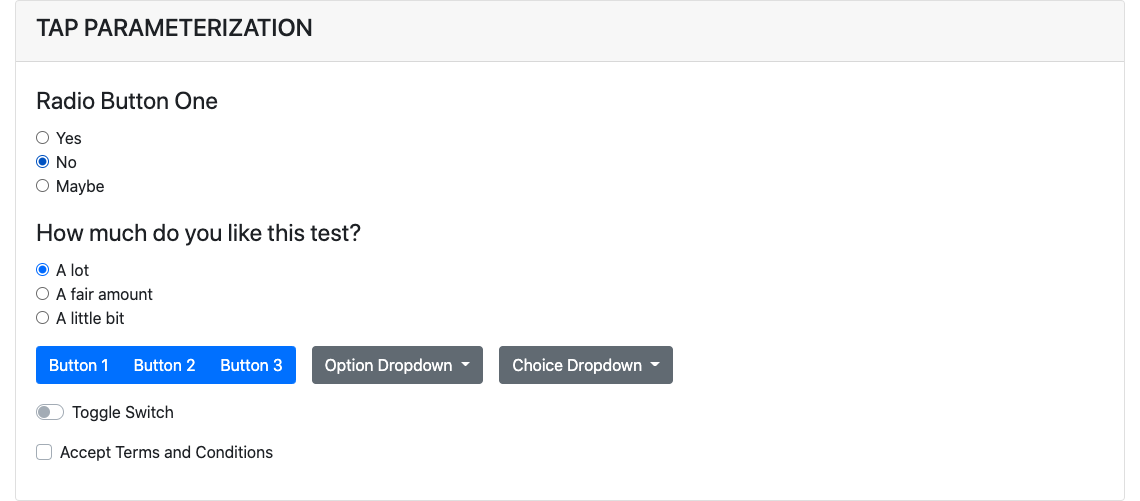 TAP PARAMETERIZATION
Radio Button One
Yes
No
Maybe
How much do you like this test?
A lot
A fair amount
A little bit
Button 1 Button 2 Button 3 Option Dropdown Choice Dropdown
Toggle Switch
Accept Terms and Conditions